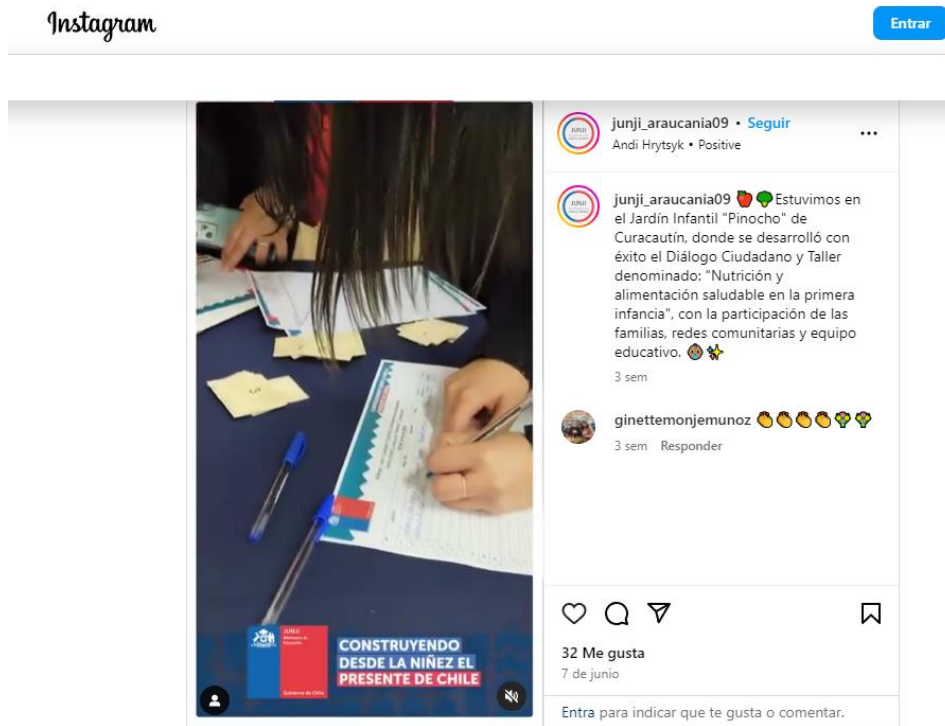 Instagram
Entrar
junji_araucania09 • Seguir
Andi Hrytsyk • Positive
junji_araucania09 🍎🌳Estuvimos en
el Jardín Infantil "Pinocho" de
Curacautín, donde se desarrolló con
éxito el Diálogo Ciudadano y Taller
denominado: "Nutrición y
alimentación saludable en la primera
infancia", con la participación de las
familias, redes comunitarias y equipo
educativo. 👶🏽✨
3 sem
ginettemonjemunoz 👏👏👏👏💐💐
3 sem Responder
JUNJI
Ministerio de
Educación
Gobierno de Chile
CONSTRUYENDO
DESDE LA NIÑEZ EL
PRESENTE DE CHILE
32 Me gusta
7 de junio
Entra para indicar que te gusta o comentar.